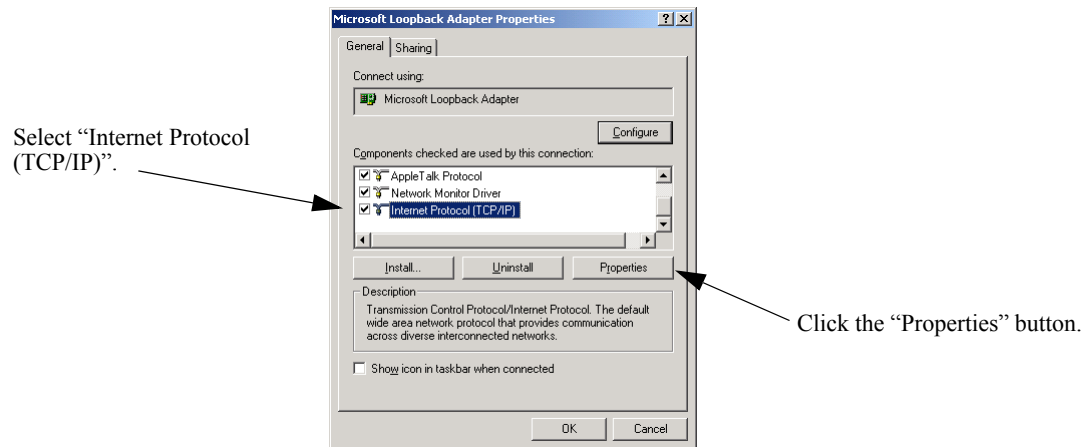 Microsoft Loopback Adapter Properties
General
Sharing
Connect using:
Microsoft Loopback Adapter
Configure
Components checked are used by this connection:
AppleTalk Protocol
Network Monitor Driver
Internet Protocol (TCP/IP)
Install...
Uninstall
Properties
Description
Transmission Control Protocol/Internet Protocol. The default
wide area network protocol that provides communication
across diverse interconnected networks.
Show icon in taskbar when connected
OK
Cancel
Select “Internet Protocol
(TCP/IP)”.
Click the “Properties” button.